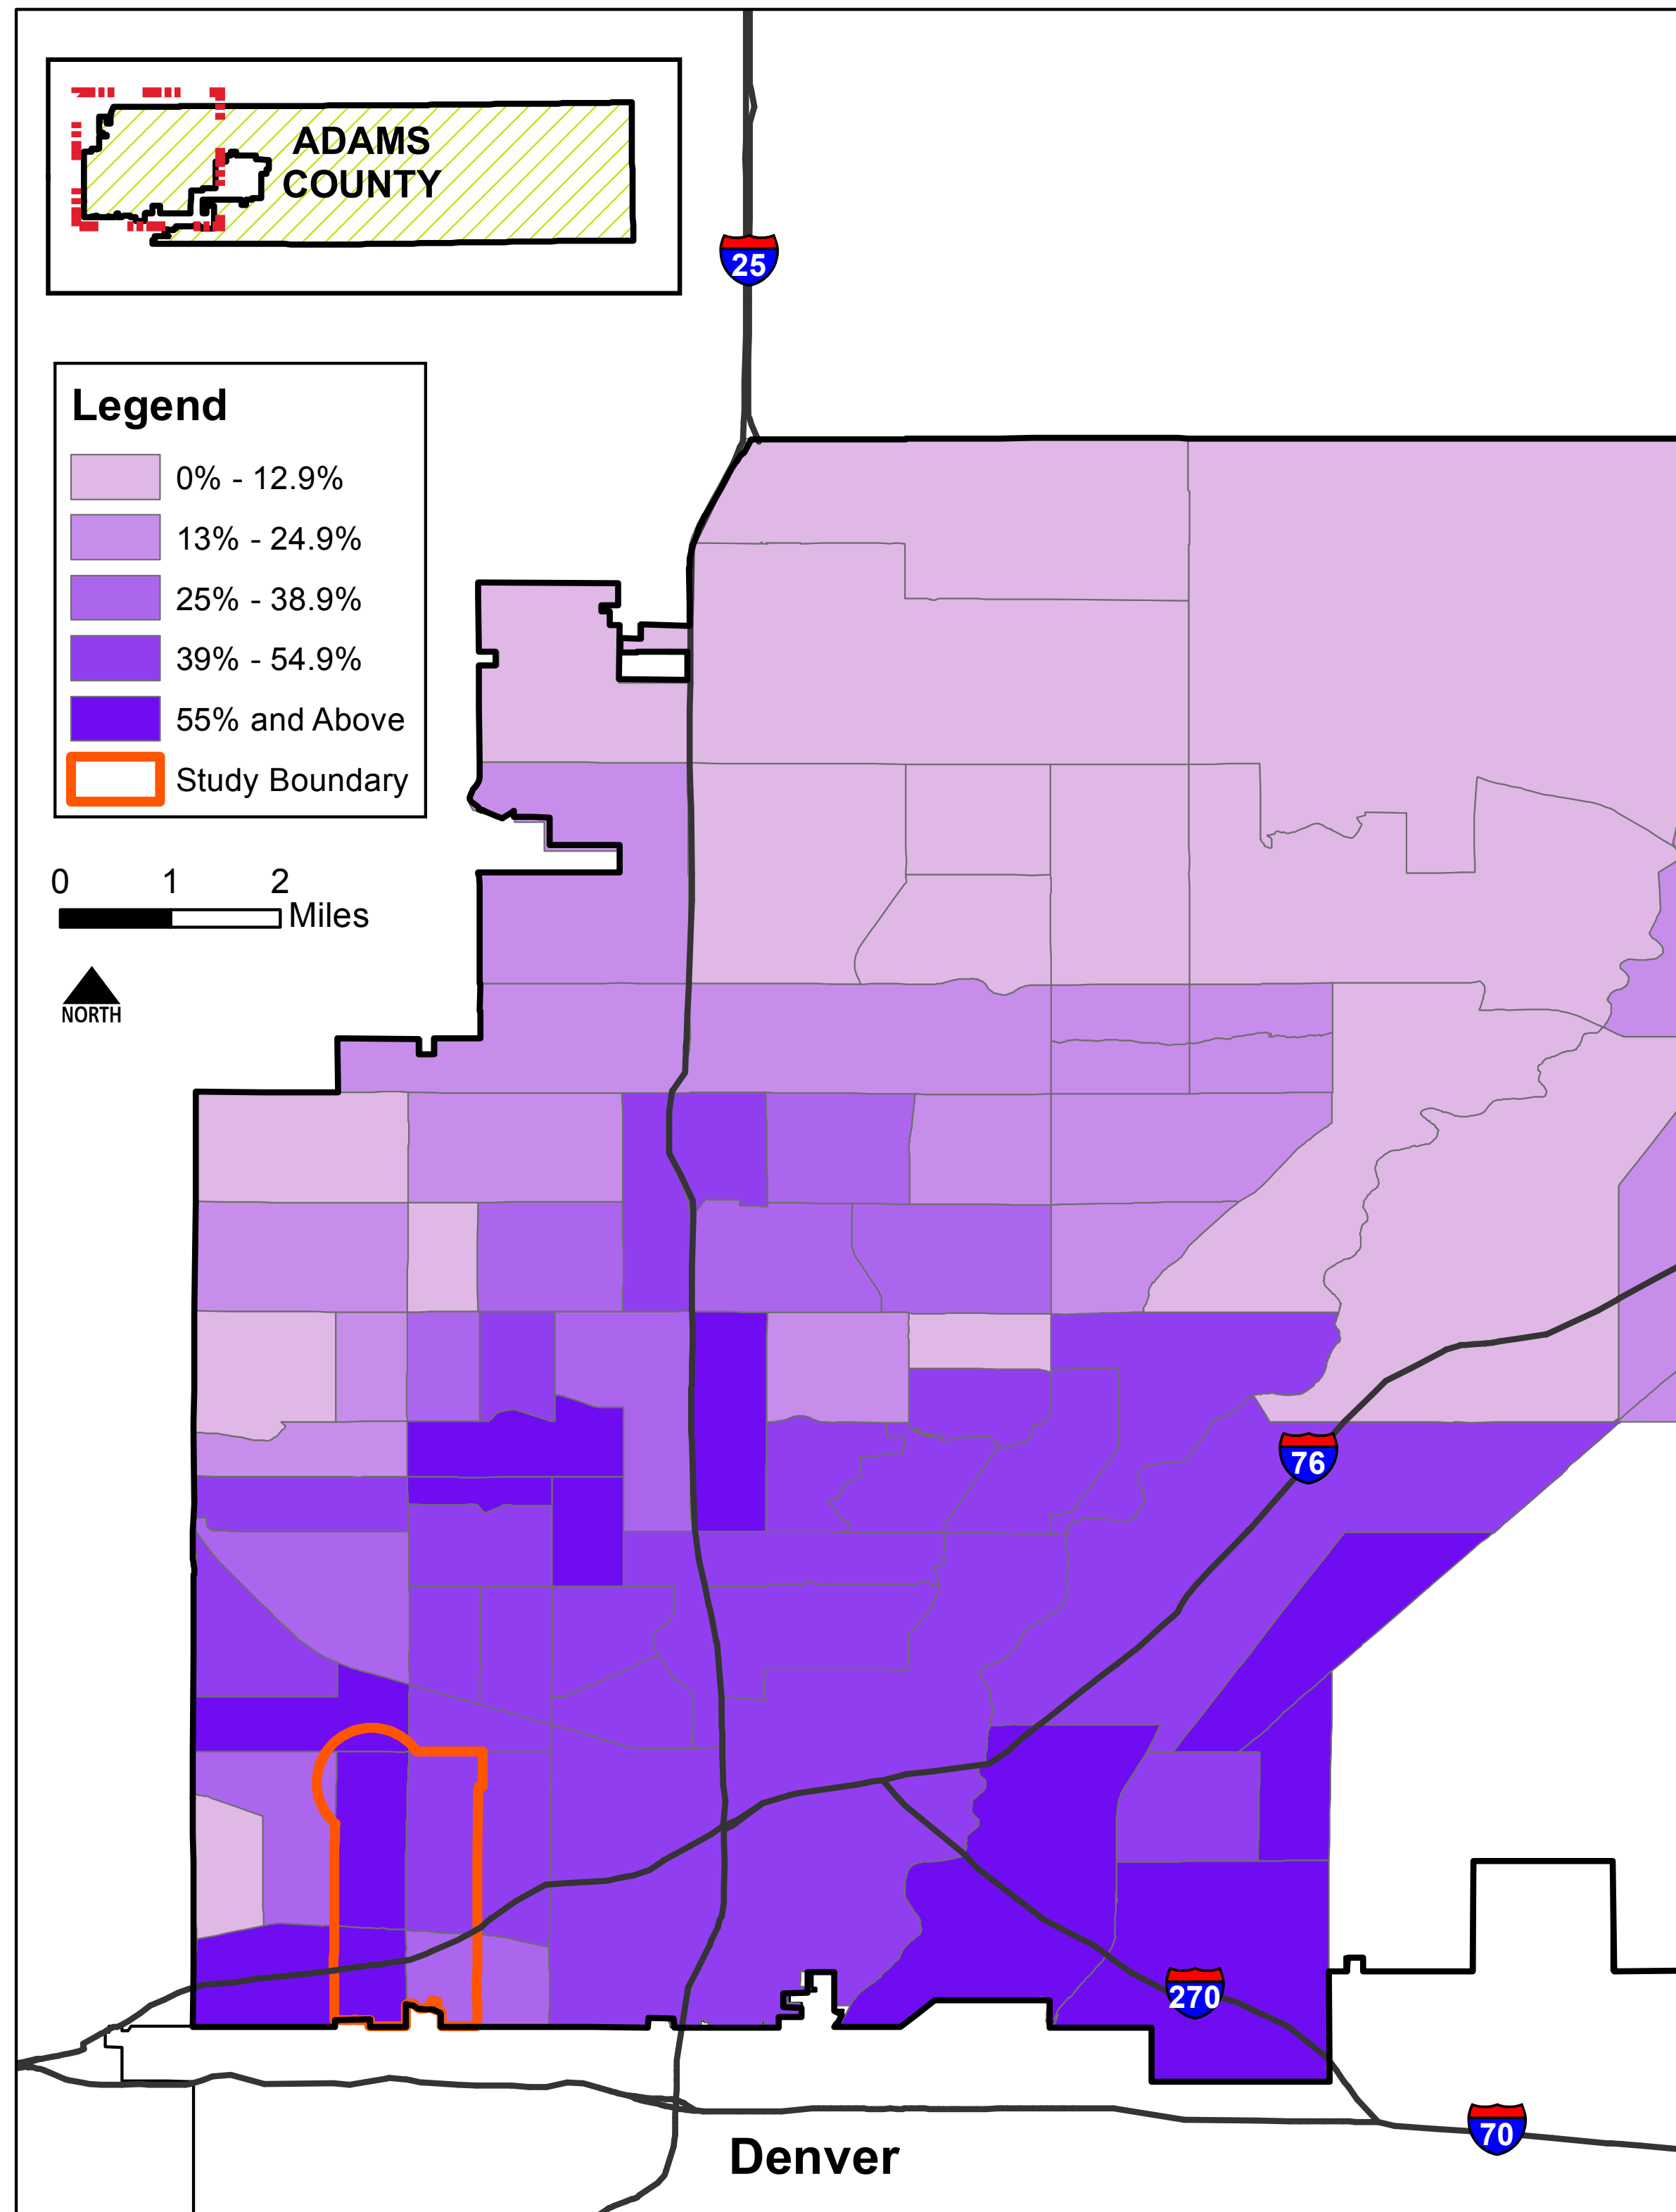 ADAMS
COUNTY
25
Legend
0% - 12.9%
13% - 24.9%
25% - 38.9%
39% - 54.9%
55% and Above
Study Boundary
0 1 2
Miles
NORTH
76
270
70
Denver